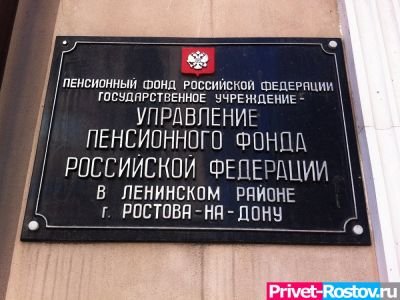 ПЕНСИОННЫЙ ФОНД РОССИЙСКОЙ ФЕДЕРАЦИИ
ГОСУДАРСТВЕННОЕ УЧРЕЖДЕНИЕ -
УПРАВЛЕНИЕ
ПЕНСИОННОГО ФОНДА
РОССИЙСКОЙ ФЕДЕРАЦИИ
В ЛЕНИНСКОМ РАЙОНЕ
г. РОСТОВА-НА-ДОНУ
Privet-Rostov.ru